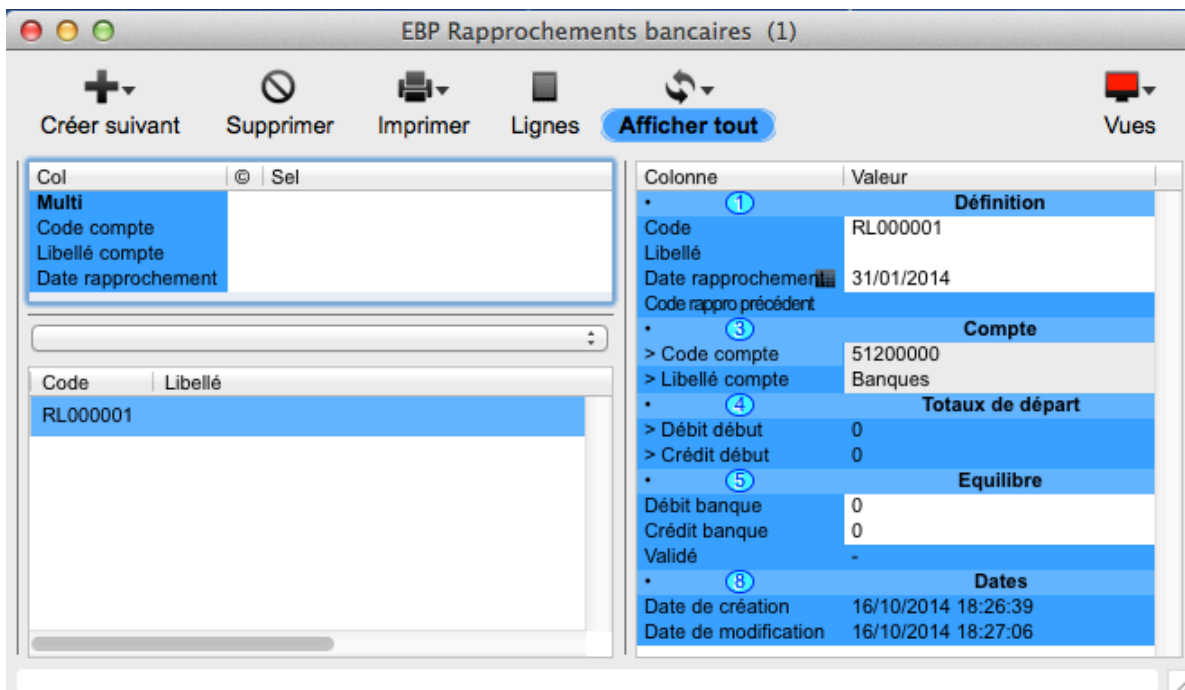 EBP Rapprochements bancaires (1)
Créer suivant Supprimer Imprimer Lignes Afficher tout Vues
Col © Sel
Multi
Code compte
Libellé compte
Date rapprochement
Code Libellé
RL000001
Colonne Valeur
• 1 Définition
Code RL000001
Libellé
Date rapprochement 31/01/2014
Code rappro précédent
• 3 Compte
> Code compte 51200000
> Libellé compte Banques
• 4 Totaux de départ
> Débit début 0
> Crédit début 0
• 5 Equilibre
Débit banque 0
Crédit banque 0
Validé -
• 8 Dates
Date de création 16/10/2014 18:26:39
Date de modification 16/10/2014 18:27:06